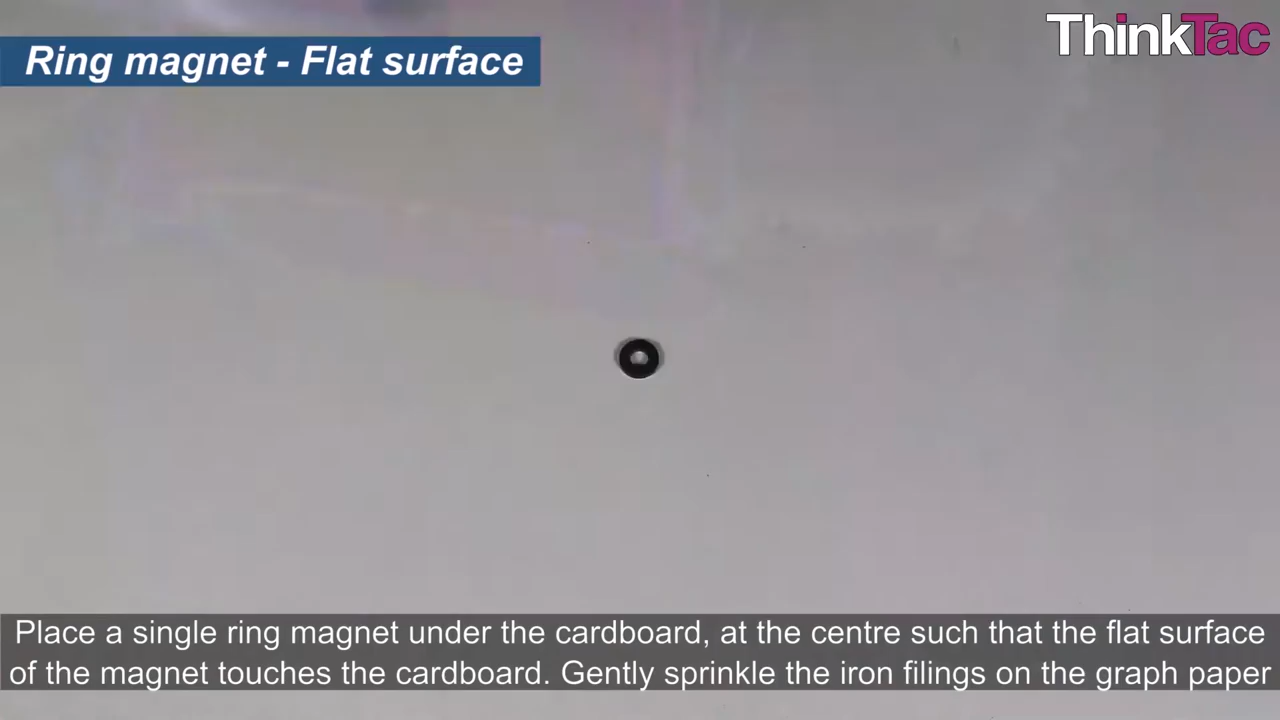 Ring magnet - Flat surface
ThinkTac
Place a single ring magnet under the cardboard, at the centre such that the flat surface
of the magnet touches the cardboard. Gently sprinkle the iron filings on the graph paper